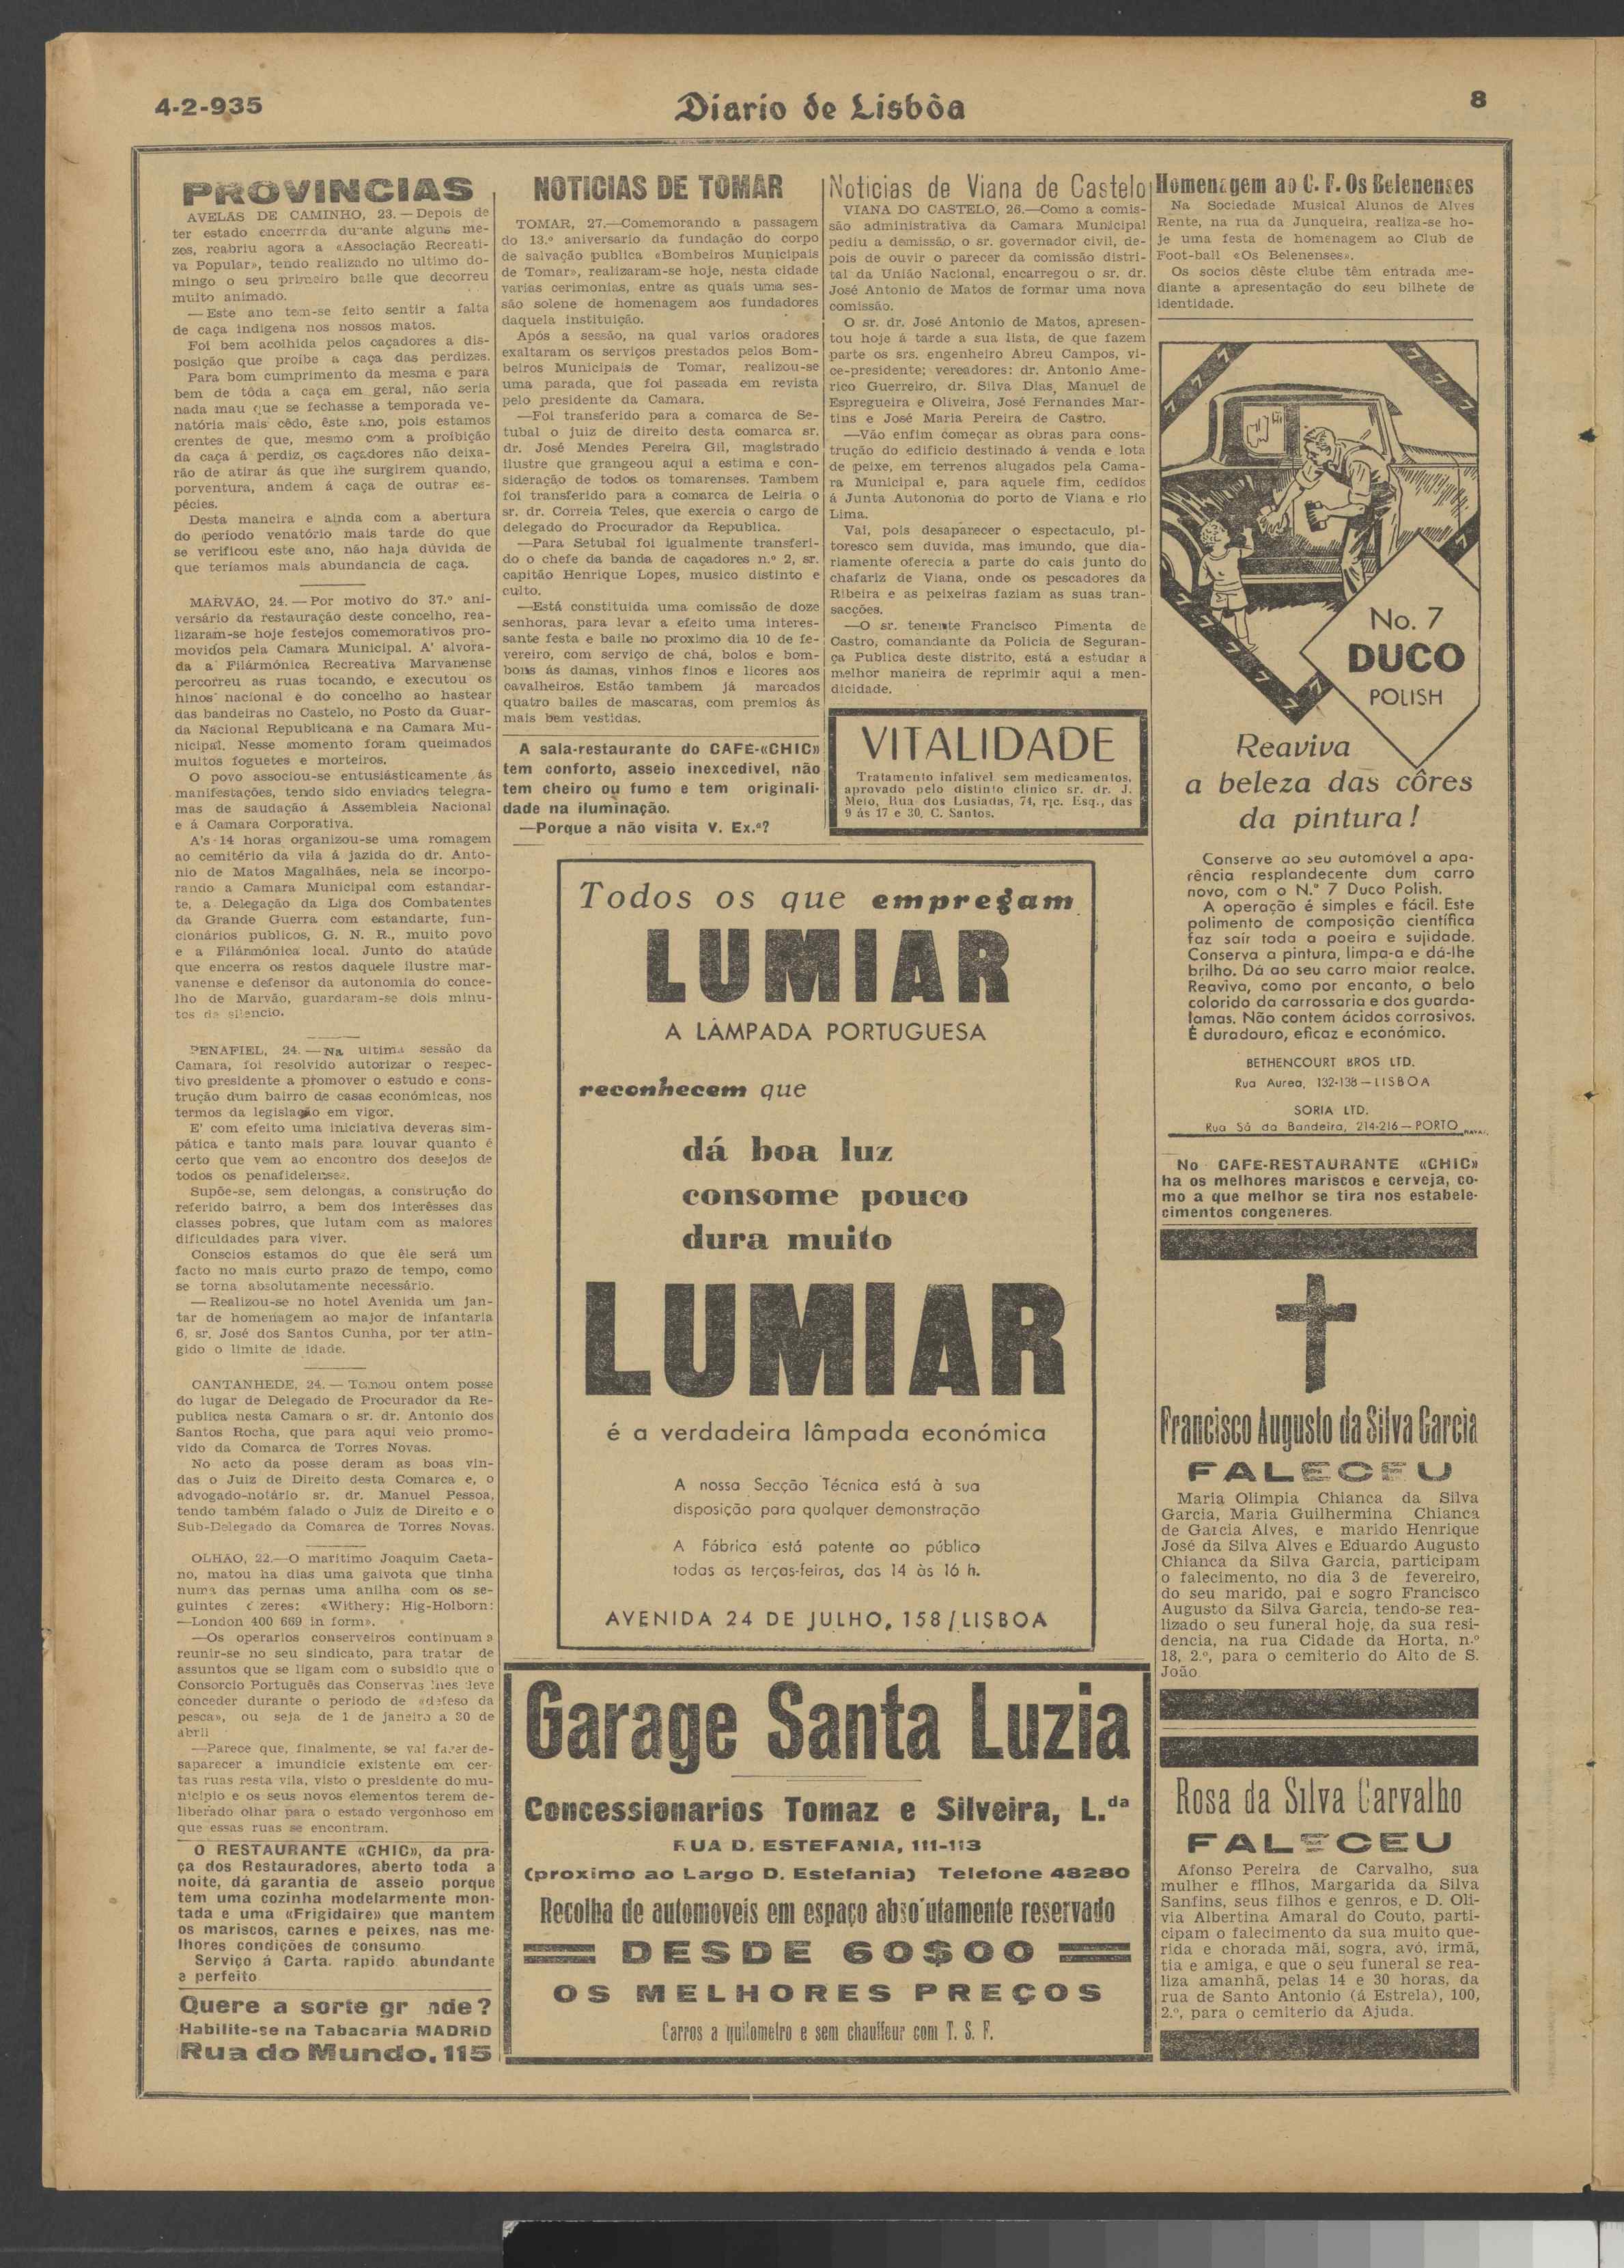 4-2-935
Diario de Lisbôa
8
PROVINCIAS
AVELAS DE CAMINHO, 23. — Depois de
ter estado encerrada durante alguns me-
zes, reabriu agora a «Associação Recreati-
va Popular», tendo realizado no ultimo do-
mingo o seu primeiro baile que decorreu
muito animado.
— Este ano tem-se feito sentir a falta
de caça indigena nos nossos matos.
Foi bem acolhida pelos caçadores a dis-
posição que proíbe a caça das perdizes.
Para bom cumprimento da mesma e para
bem de tôda a caça em geral, não seria
nada mau que se fechasse a temporada ve-
natória mais cêdo, êste ano, pois estamos
crentes de que, mesmo com a proibição
da caça á perdiz, os caçadores não deixa-
rão de atirar ás que lhe surgirem quando,
porventura, andem á caça de outras es-
pécies.
Desta maneira e ainda com a abertura
do periodo venatório mais tarde do que
se verificou este ano, não haja dúvida de
que teríamos mais abundancia de caça.
MARVÃO, 24. — Por motivo do 37.º ani-
versário da restauração deste concelho, rea-
lizaram-se hoje festejos comemorativos pro-
movidos pela Camara Municipal. A' alvora-
da a Filármónica Recreativa Marvanense
percorreu as ruas tocando, e executou os
hinos nacional e do concelho ao hastear
das bandeiras no Castelo, no Posto da Guar-
da Nacional Republicana e na Camara Mu-
nicipal. Nesse momento foram queimados
muitos foguetes e morteiros.
O povo associou-se entusiásticamente ás
manifestações, tendo sido enviados telegra-
mas de saudação á Assembleia Nacional
e á Camara Corporativa.
A's 14 horas organizou-se uma romagem
ao cemitério da vila á jazida do dr. Anto-
nio de Matos Magalhães, nela se incorpo-
rando a Camara Municipal com estandar-
te, a Delegação da Liga dos Combatentes
da Grande Guerra com estandarte, fun-
cionários publicos, G. N. R., muito povo
e a Filármónica local. Junto do ataúde
que encerra os restos daquele ilustre mar-
vanense e defensor da autonomia do conce-
lho de Marvão, guardaram-se dois minu-
tos de silencio.
PENAFIEL, 24. — Na ultima sessão da
Camara, foi resolvido autorizar o respec-
tivo presidente a promover o estudo e cons-
trução dum bairro de casas económicas, nos
termos da legislação em vigor.
E' com efeito uma iniciativa deveras sim-
pática e tanto mais para louvar quanto é
certo que vem ao encontro dos desejos de
todos os penafidelenses.
Supõe-se, sem delongas, a construção do
referido bairro, a bem dos interêsses das
classes pobres, que lutam com as maiores
dificuldades para viver.
Conscios estamos do que êle será um
facto no mais curto prazo de tempo, como
se torna absolutamente necessário.
— Realizou-se no hotel Avenida um jan-
tar de homenagem ao major de infantaria
6, sr. José dos Santos Cunha, por ter atin-
gido o limite de idade.
CANTANHEDE, 24. — Tomou ontem posse
do lugar de Delegado de Procurador da Re-
publica nesta Camara o sr. dr. Antonio dos
Santos Rocha, que para aqui veio promo-
vido da Comarca de Torres Novas.
No acto da posse deram as boas vin-
das o Juiz de Direito desta Comarca e, o
advogado-notário sr. dr. Manuel Pessoa,
tendo também falado o Juiz de Direito e o
Sub-Delegado da Comarca de Torres Novas.
OLHÃO, 22.—O maritimo Joaquim Caeta-
no, matou ha dias uma gaivota que tinha
numa das pernas uma anilha com os se-
guintes dizeres: «Withery: Hig-Holborn:
—London 400 669 in form».
—Os operarios conserveiros continuam a
reunir-se no seu sindicato, para tratar de
assuntos que se ligam com o subsidio que o
Consorcio Português das Conservas lhes deve
conceder durante o periodo de «defeso da
pesca», ou seja de 1 de janeiro a 30 de
abril
—Parece que, finalmente, se vai fazer de-
saparecer a imundicie existente em cer-
tas ruas resta vila, visto o presidente do mu-
nicipio e os seus novos elementos terem de-
liberado olhar para o estado vergonhoso em
que essas ruas se encontram.
O RESTAURANTE «CHIC», da pra-
ça dos Restauradores, aberto toda a
noite, dá garantia de asseio porque
tem uma cozinha modelarmente mon-
tada e uma «Frigidaire» que mantem
os mariscos, carnes e peixes, nas me-
lhores condições de consumo
Serviço á Carta. rapido abundante
e perfeito
Quere a sorte gr nde?
Habilite-se na Tabacaria MADRID
Rua do Mundo, 115
NOTICIAS DE TOMAR
TOMAR, 27.—Comemorando a passagem
do 13.º aniversario da fundação do corpo
de salvação publica «Bombeiros Municipais
de Tomar», realizaram-se hoje, nesta cidade
varias cerimonias, entre as quais uma ses-
são solene de homenagem aos fundadores
daquela instituição.
Após a sessão, na qual varios oradores
exaltaram os serviços prestados pelos Bom-
beiros Municipais de Tomar, realizou-se
uma parada, que foi passada em revista
pelo presidente da Camara.
—Foi transferido para a comarca de Se-
tubal o juiz de direito desta comarca sr.
dr. José Mendes Pereira Gil, magistrado
ilustre que grangeou aqui a estima e con-
sideração de todos os tomarenses. Tambem
foi transferido para a comarca de Leiria o
sr. dr. Correia Teles, que exercia o cargo de
delegado do Procurador da Republica.
—Para Setubal foi igualmente transferi-
do o chefe da banda de caçadores n.º 2, sr.
capitão Henrique Lopes, musico distinto e
culto.
—Está constituida uma comissão de doze
senhoras, para levar a efeito uma interes-
sante festa e baile no proximo dia 10 de fe-
vereiro, com serviço de chá, bolos e bom-
bons ás damas, vinhos finos e licores aos
cavalheiros. Estão tambem já marcados
quatro bailes de mascaras, com premios ás
mais bem vestidas.
A sala-restaurante do CAFÉ-«CHIC»
tem conforto, asseio inexcedivel, não
tem cheiro ou fumo e tem originali-
dade na iluminação.
—Porque a não visita V. Ex.ª?
Noticias de Viana de Castelo
VIANA DO CASTELO, 26.—Como a comis-
são administrativa da Camara Municipal
pediu a demissão, o sr. governador civil, de-
pois de ouvir o parecer da comissão distri-
tal da União Nacional, encarregou o sr. dr.
José Antonio de Matos de formar uma nova
comissão.
O sr. dr. José Antonio de Matos, apresen-
tou hoje á tarde a sua lista, de que fazem
parte os srs. engenheiro Abreu Campos, vi-
ce-presidente; vereadores: dr. Antonio Ame-
rico Guerreiro, dr. Silva Dias, Manuel de
Espregueira e Oliveira, José Fernandes Mar-
tins e José Maria Pereira de Castro.
—Vão enfim começar as obras para cons-
trução do edificio destinado á venda e lota
de peixe, em terrenos alugados pela Cama-
ra Municipal e, para aquele fim, cedidos
á Junta Autonoma do porto de Viana e rio
Lima.
Vai, pois desaparecer o espectaculo, pi-
toresco sem duvida, mas imundo, que dia-
riamente oferecia a parte do cais junto do
chafariz de Viana, onde os pescadores da
Ribeira e as peixeiras faziam as suas tran-
sacções.
—O sr. tenente Francisco Pimenta de
Castro, comandante da Policia de Seguran-
ça Publica deste distrito, está a estudar a
melhor maneira de reprimir aqui a men-
dicidade.
VITALIDADE
Tratamento infalivel sem medicamentos,
aprovado pelo distinto clinico sr. dr. J.
Melo, Rua dos Lusiadas, 74, r|c. Esq., das
9 ás 17 e 30, C. Santos.
Todos os que empregam
LUMIAR
A LÂMPADA PORTUGUESA
reconhecem que
dá boa luz
consome pouco
dura muito
LUMIAR
é a verdadeira lâmpada económica
A nossa Secção Técnica está à sua
disposição para qualquer demonstração
A Fábrica está patente ao público
todas as terças-feiras, das 14 às 16 h.
AVENIDA 24 DE JULHO, 158 / LISBOA
Garage Santa Luzia
Concessionarios Tomaz e Silveira, L.da
RUA D. ESTEFANIA, 111-113
(proximo ao Largo D. Estefania) Telefone 48280
Recolha de automoveis em espaço abso'utamente reservado
DESDE 60$00
OS MELHORES PREÇOS
Carros a quilometro e sem chauffeur com T. S. F.
Homenagem ao C. F. Os Belenenses
Na Sociedade Musical Alunos de Alves
Rente, na rua da Junqueira, realiza-se ho-
je uma festa de homenagem ao Club de
Foot-ball «Os Belenenses».
Os socios dêste clube têm entrada me-
diante a apresentação do seu bilhete de
identidade.
7 7 7 7 7 7
No. 7
DUCO
POLISH
Reaviva
a beleza das côres
da pintura!
Conserve ao seu automóvel a apa-
rência resplandecente dum carro
novo, com o N.º 7 Duco Polish.
A operação é simples e fácil. Este
polimento de composição científica
faz saír toda a poeira e sujidade.
Conserva a pintura, limpa-a e dá-lhe
brilho. Dá ao seu carro maior realce.
Reaviva, como por encanto, o belo
colorido da carrossaria e dos guarda-
lamas. Não contem ácidos corrosivos.
É duradouro, eficaz e económico.
BETHENCOURT BROS LTD.
Rua Aurea, 132-138 — LISBOA
SORIA LTD.
Rua Sá da Bandeira, 214-216 — PORTO
No CAFÉ-RESTAURANTE «CHIC»
ha os melhores mariscos e cerveja, co-
mo a que melhor se tira nos estabele-
cimentos congeneres.
Francisco Augusto da Silva Garcia
FALECEU
Maria Olimpia Chianca da Silva
Garcia, Maria Guilhermina Chianca
de Garcia Alves, e marido Henrique
José da Silva Alves e Eduardo Augusto
Chianca da Silva Garcia, participam
o falecimento, no dia 3 de fevereiro,
do seu marido, pai e sogro Francisco
Augusto da Silva Garcia, tendo-se rea-
lizado o seu funeral hoje, da sua resi-
dencia, na rua Cidade da Horta, n.º
18, 2.º, para o cemiterio do Alto de S.
João.
Rosa da Silva Carvalho
FALECEU
Afonso Pereira de Carvalho, sua
mulher e filhos, Margarida da Silva
Sanfins, seus filhos e genros, e D. Oli-
via Albertina Amaral do Couto, parti-
cipam o falecimento da sua muito que-
rida e chorada mãi, sogra, avó, irmã,
tia e amiga, e que o seu funeral se rea-
liza amanhã, pelas 14 e 30 horas, da
rua de Santo Antonio (á Estrela), 100,
2.º, para o cemiterio da Ajuda.